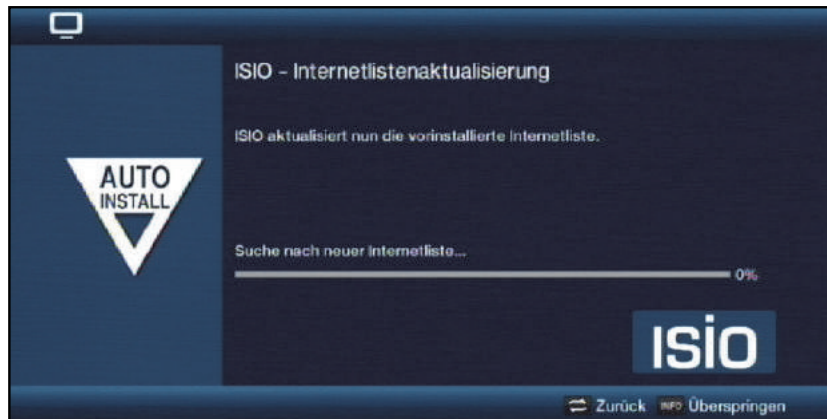 ISIO - Internetlistenaktualisierung
ISIO aktualisiert nun die vorinstallierte Internetliste.
AUTO
INSTALL
Suche nach neuer Internetliste...
0%
ISIO
Zurück INFO Überspringen